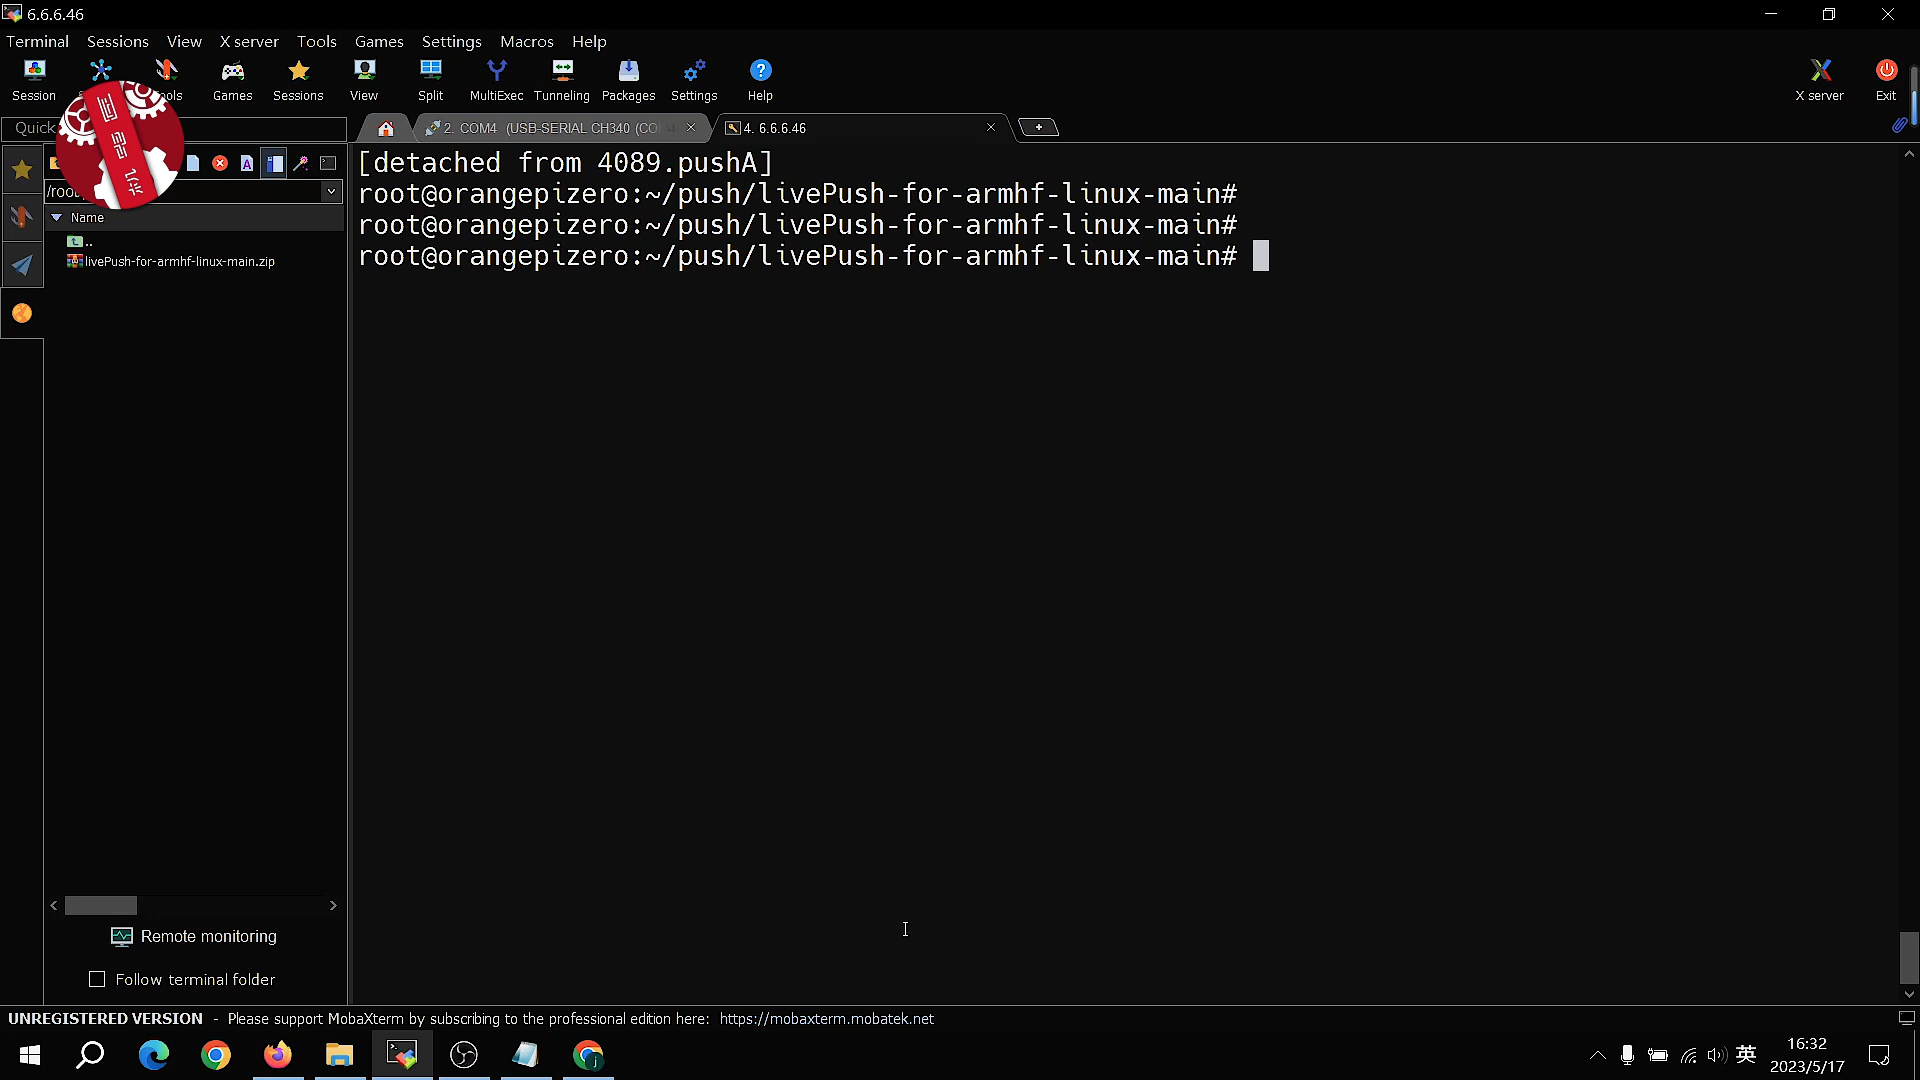 6.6.6.46
Terminal Sessions View X server Tools Games Settings Macros Help
Session ools Games Sessions View Split MultiExec Tunneling Packages Settings Help X server Exit
Quick
2. COM4 (USB-SERIAL CH340 (CO
4. 6.6.6.46
/roo
Name
..
livePush-for-armhf-linux-main.zip
[detached from 4089.pushA]
root@orangepizero:~/push/livePush-for-armhf-linux-main#
root@orangepizero:~/push/livePush-for-armhf-linux-main#
root@orangepizero:~/push/livePush-for-armhf-linux-main#
Remote monitoring
Follow terminal folder
UNREGISTERED VERSION - Please support MobaXterm by subscribing to the professional edition here: https://mobaxterm.mobatek.net
英
16:32
2023/5/17